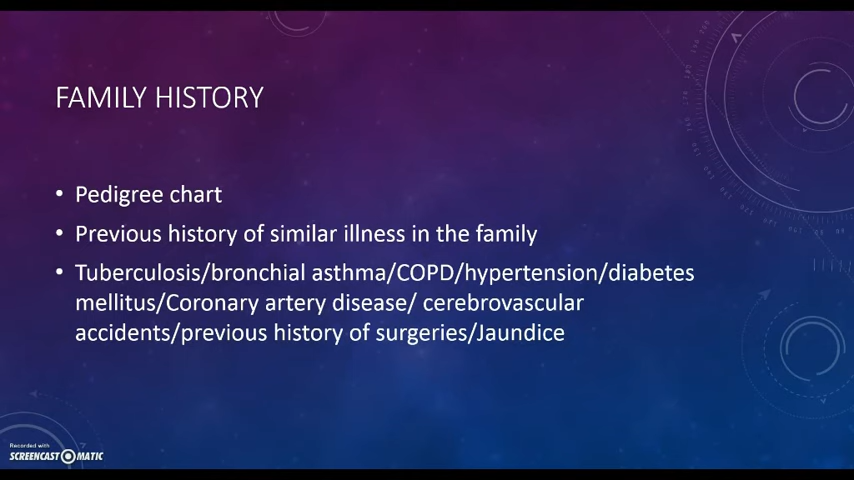 FAMILY HISTORY
• Pedigree chart
• Previous history of similar illness in the family
• Tuberculosis/bronchial asthma/COPD/hypertension/diabetes
mellitus/Coronary artery disease/ cerebrovascular
accidents/previous history of surgeries/Jaundice
Recorded with
SCREENCAST O MATIC